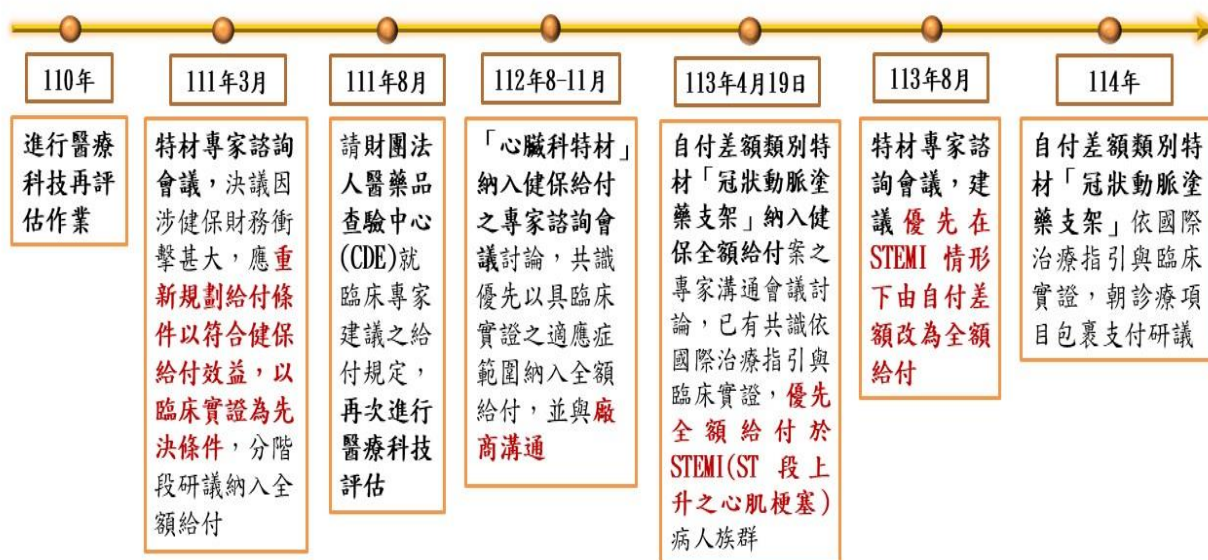 110年
進行醫療
科技再評
估作業
111年3月
特材專家諮詢
會議，決議因
涉健保財務衝
擊甚大，應重
新規劃給付條
件以符合健保
給付效益，以
臨床實證為先
決條件，分階
段研議納入全
額給付
111年8月
請財團法
人醫藥品
查驗中心
(CDE)就
臨床專家
建議之給
付規定，
再次進行
醫療科技
評估
112年8-11月
「心臟科特材」
納入健保給付
之專家諮詢會
議討論，共識
優先以具臨床
實證之適應症
範圍納入全額
給付，並與廠
商溝通
113年4月19日
自付差額類別特
材「冠狀動脈塗
藥支架」納入健
保全額給付案之
專家溝通會議討
論，已有共識依
國際治療指引與
臨床實證，優先
全額給付於
STEMI(ST 段上
升之心肌梗塞)
病人族群
113年8月
特材專家諮
詢會議，建
議優先在
STEMI 情形
下由自付差
額改為全額
給付
114年
自付差額類別特
材「冠狀動脈塗
藥支架」依國際
治療指引與臨床
實證，朝診療項
目包裹支付研議